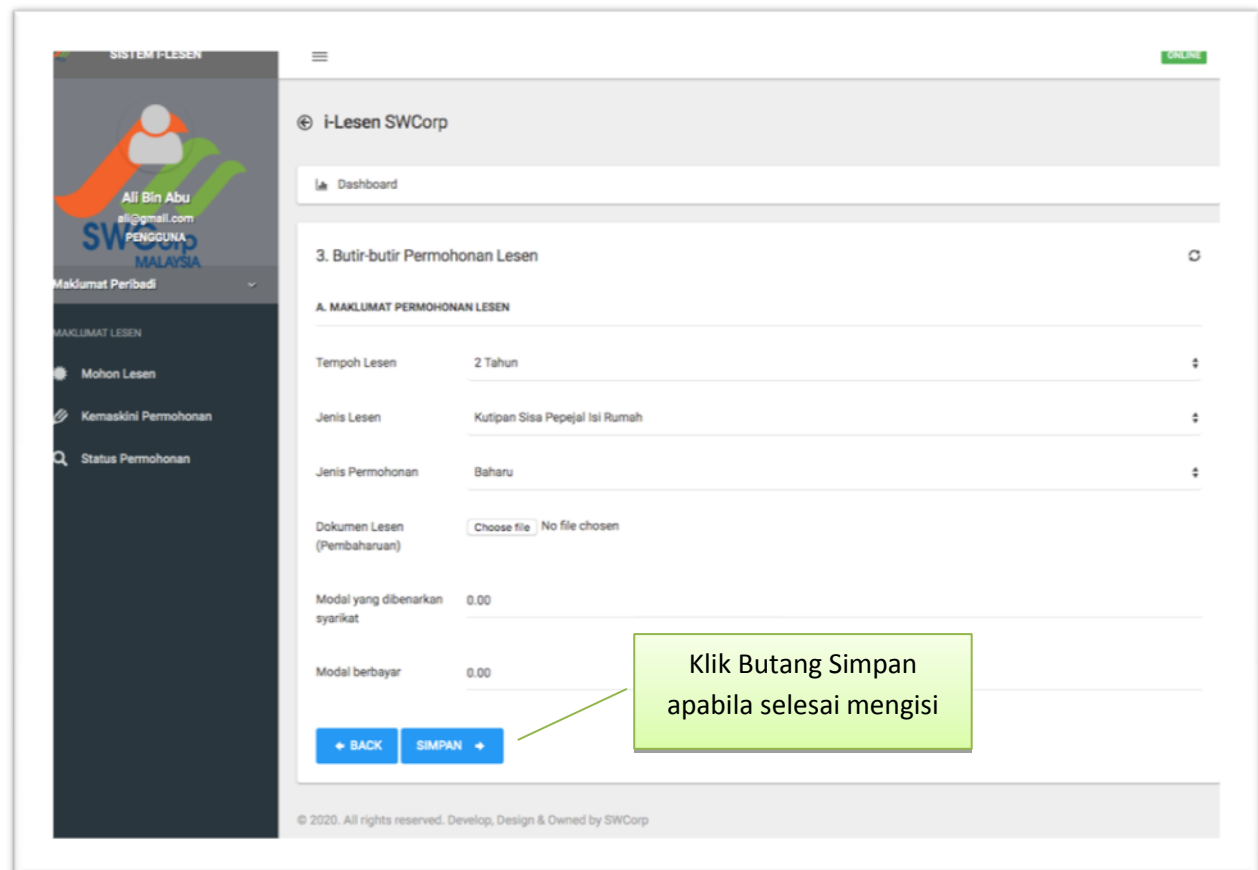 SISTEM I-LESEN
ONLINE
Ali Bin Abu
ali@gmail.com
PENGGUNA
SWCorp
MALAYSIA
Maklumat Peribadi
MAKLUMAT LESEN
Mohon Lesen
Kemaskini Permohonan
Status Permohonan
i-Lesen SWCorp
Dashboard
3. Butir-butir Permohonan Lesen
A. MAKLUMAT PERMOHONAN LESEN
Tempoh Lesen 2 Tahun
Jenis Lesen Kutipan Sisa Pepejal Isi Rumah
Jenis Permohonan Baharu
Dokumen Lesen Choose file No file chosen
(Pembaharuan)
Modal yang dibenarkan 0.00
syarikat
Modal berbayar 0.00
Klik Butang Simpan
apabila selesai mengisi
BACK SIMPAN
© 2020. All rights reserved. Develop, Design & Owned by SWCorp